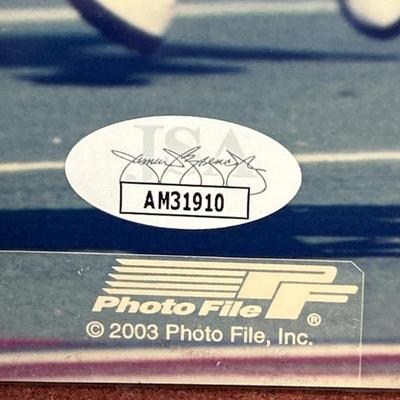 JSA
AM31910
PF
Photo File®
© 2003 Photo File, Inc.